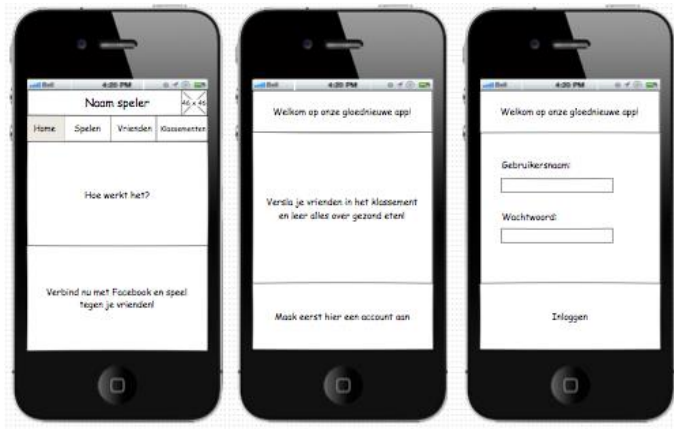 Bell 4:20 PM
Naam speler
46 x 46
Home Spelen Vrienden Klassementen
Hoe werkt het?
Verbind nu met Facebook en speel
tegen je vrienden!
Bell 4:20 PM
Welkom op onze gloednieuwe app!
Versla je vrienden in het klassement
en leer alles over gezond eten!
Maak eerst hier een account aan
Bell 4:20 PM
Welkom op onze gloednieuwe app!
Gebruikersnaam:
Wachtwoord:
Inloggen